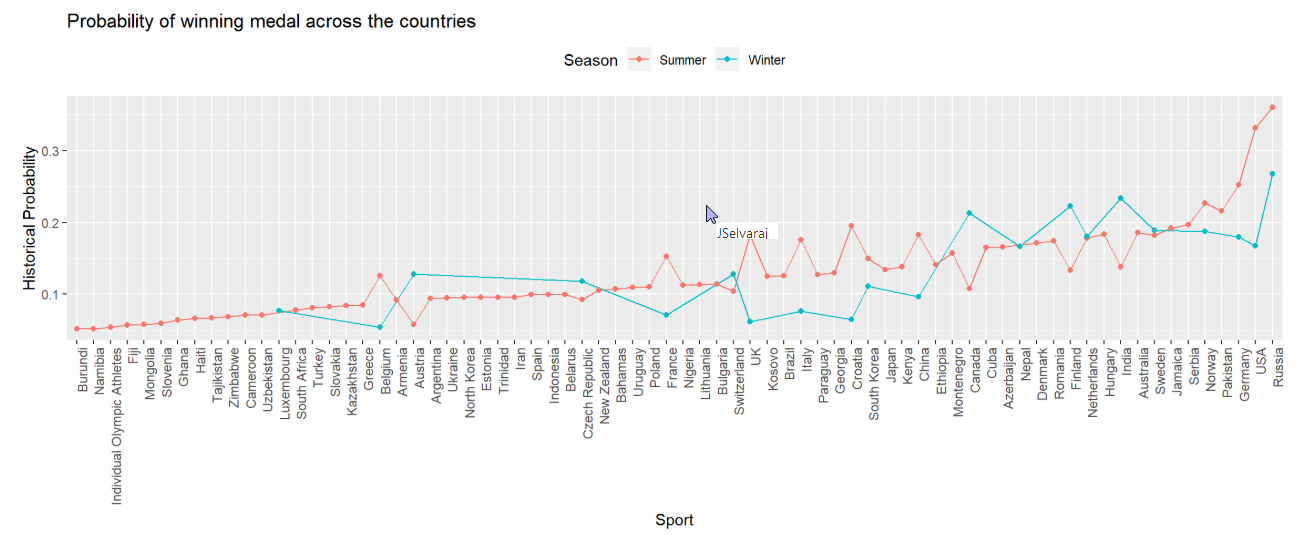 Probability of winning medal across the countries
Season Summer Winter
Historical Probability
0.3
0.2
0.1
JSelvaraj
Burundi
Namibia
Individual Olympic Athletes
Fiji
Mongolia
Slovenia
Ghana
Haiti
Tajikistan
Zimbabwe
Cameroon
Uzbekistan
Luxembourg
South Africa
Turkey
Slovakia
Kazakhstan
Greece
Belgium
Armenia
Austria
Argentina
Ukraine
North Korea
Estonia
Trinidad
Iran
Spain
Indonesia
Belarus
Czech Republic
New Zealand
Bahamas
Uruguay
Poland
France
Nigeria
Lithuania
Bulgaria
Switzerland
UK
Kosovo
Brazil
Italy
Paraguay
Georgia
Croatia
South Korea
Japan
Kenya
China
Ethiopia
Montenegro
Canada
Cuba
Azerbaijan
Nepal
Denmark
Romania
Finland
Netherlands
Hungary
India
Australia
Sweden
Jamaica
Serbia
Norway
Pakistan
Germany
USA
Russia
Sport